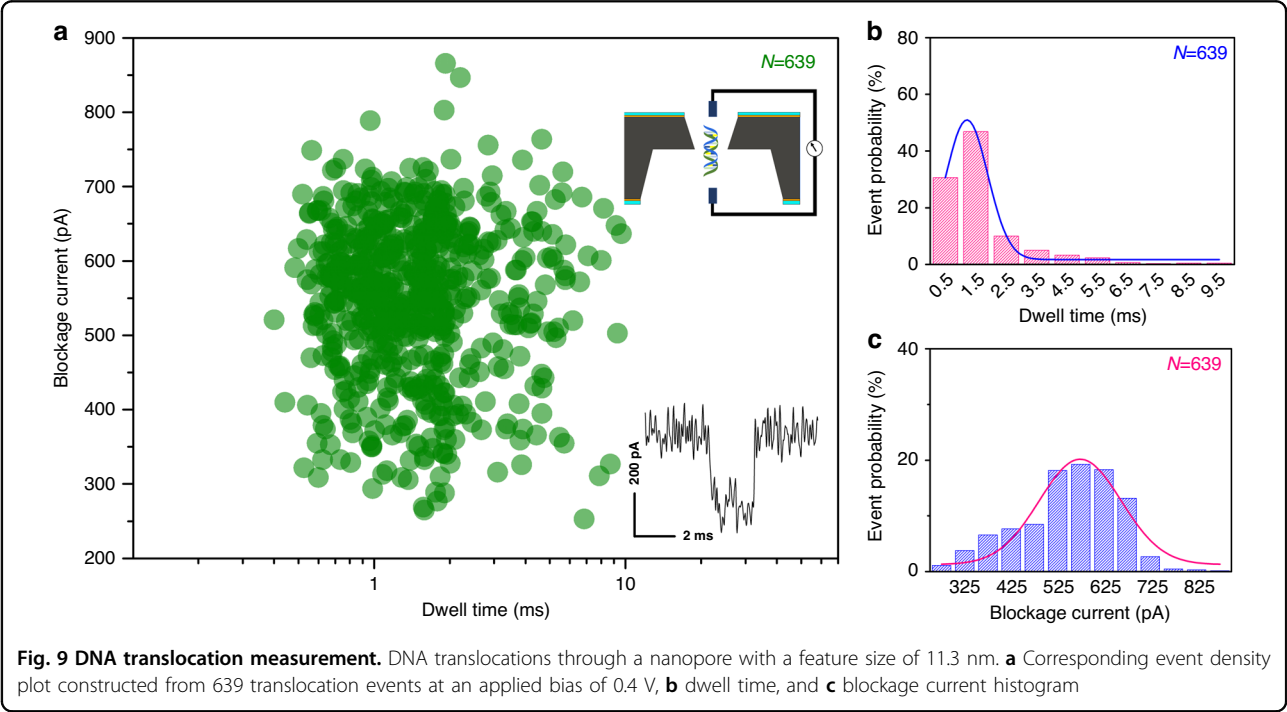 a
900
800
700
600
500
400
300
200
Blockage current (pA)
N=639
200 pA
2 ms
1
10
Dwell time (ms)
b
80
60
40
20
0
Event probability (%)
N=639
0.5 1.5 2.5 3.5 4.5 5.5 6.5 7.5 8.5 9.5
Dwell time (ms)
c
40
20
0
Event probability (%)
N=639
325 425 525 625 725 825
Blockage current (pA)
Fig. 9 DNA translocation measurement. DNA translocations through a nanopore with a feature size of 11.3 nm. a Corresponding event density
plot constructed from 639 translocation events at an applied bias of 0.4 V, b dwell time, and c blockage current histogram